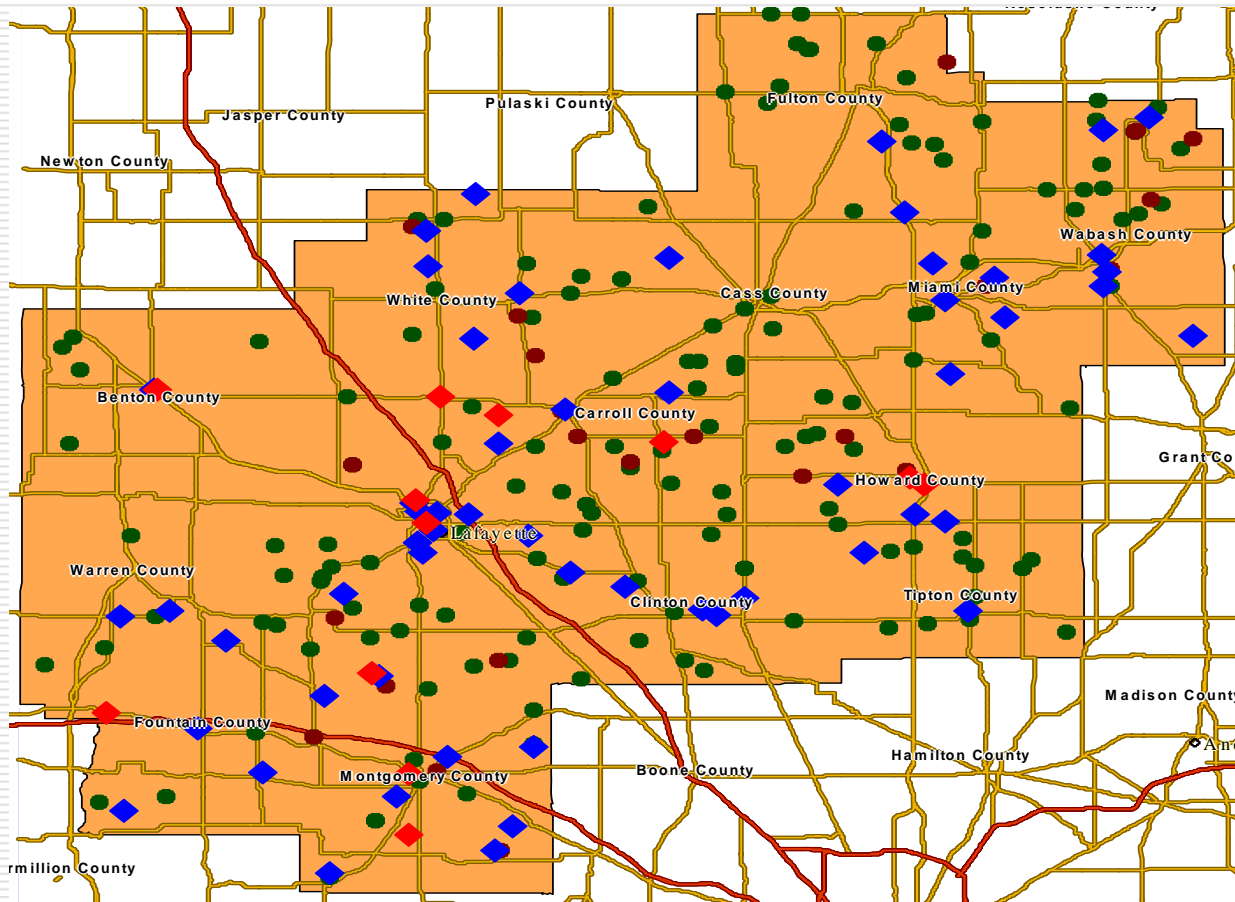 Pulaski County
Fulton County
Jasper County
Newton County
Wabash County
Cass County
Miami County
White County
Benton County
Carroll County
Grant Co
Howard County
Lafayette
Warren County
Clinton County
Tipton County
Madison County
Fountain County
Hamilton County
An
Montgomery County
Boone County
rmillion County